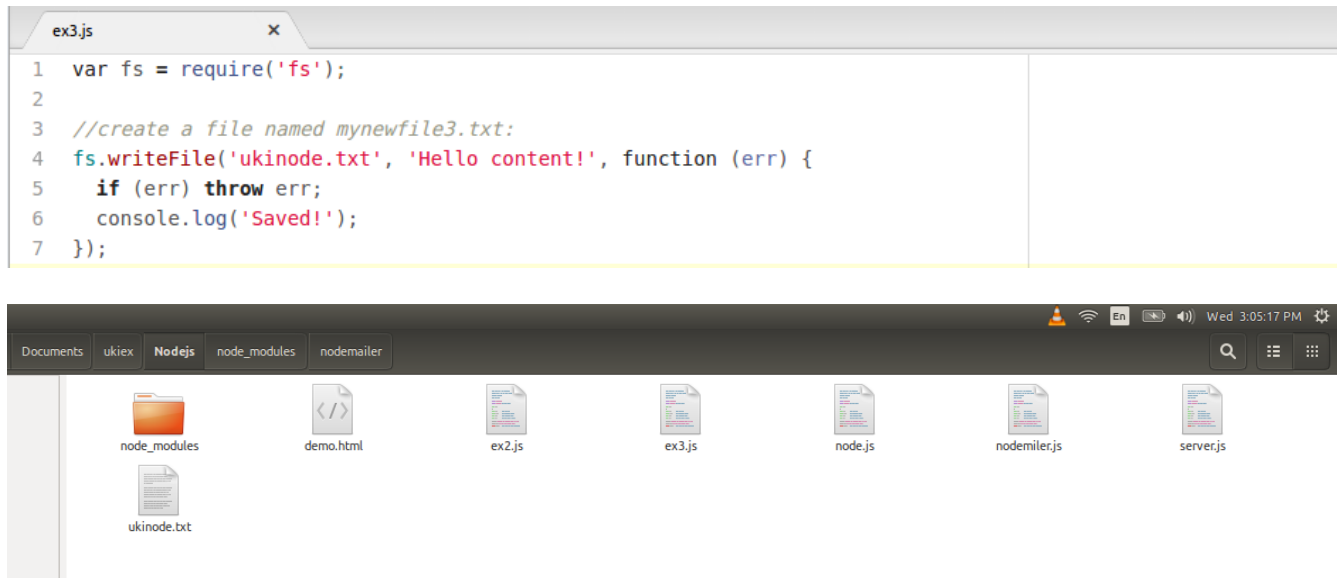 ex3.js ×
1 var fs = require('fs');
2
3 //create a file named mynewfile3.txt:
4 fs.writeFile('ukinode.txt', 'Hello content!', function (err) {
5   if (err) throw err;
6   console.log('Saved!');
7 });
En Wed 3:05:17 PM
Documents ukiex Nodejs node_modules nodemailer
node_modules demo.html ex2.js ex3.js node.js nodemiler.js server.js
ukinode.txt